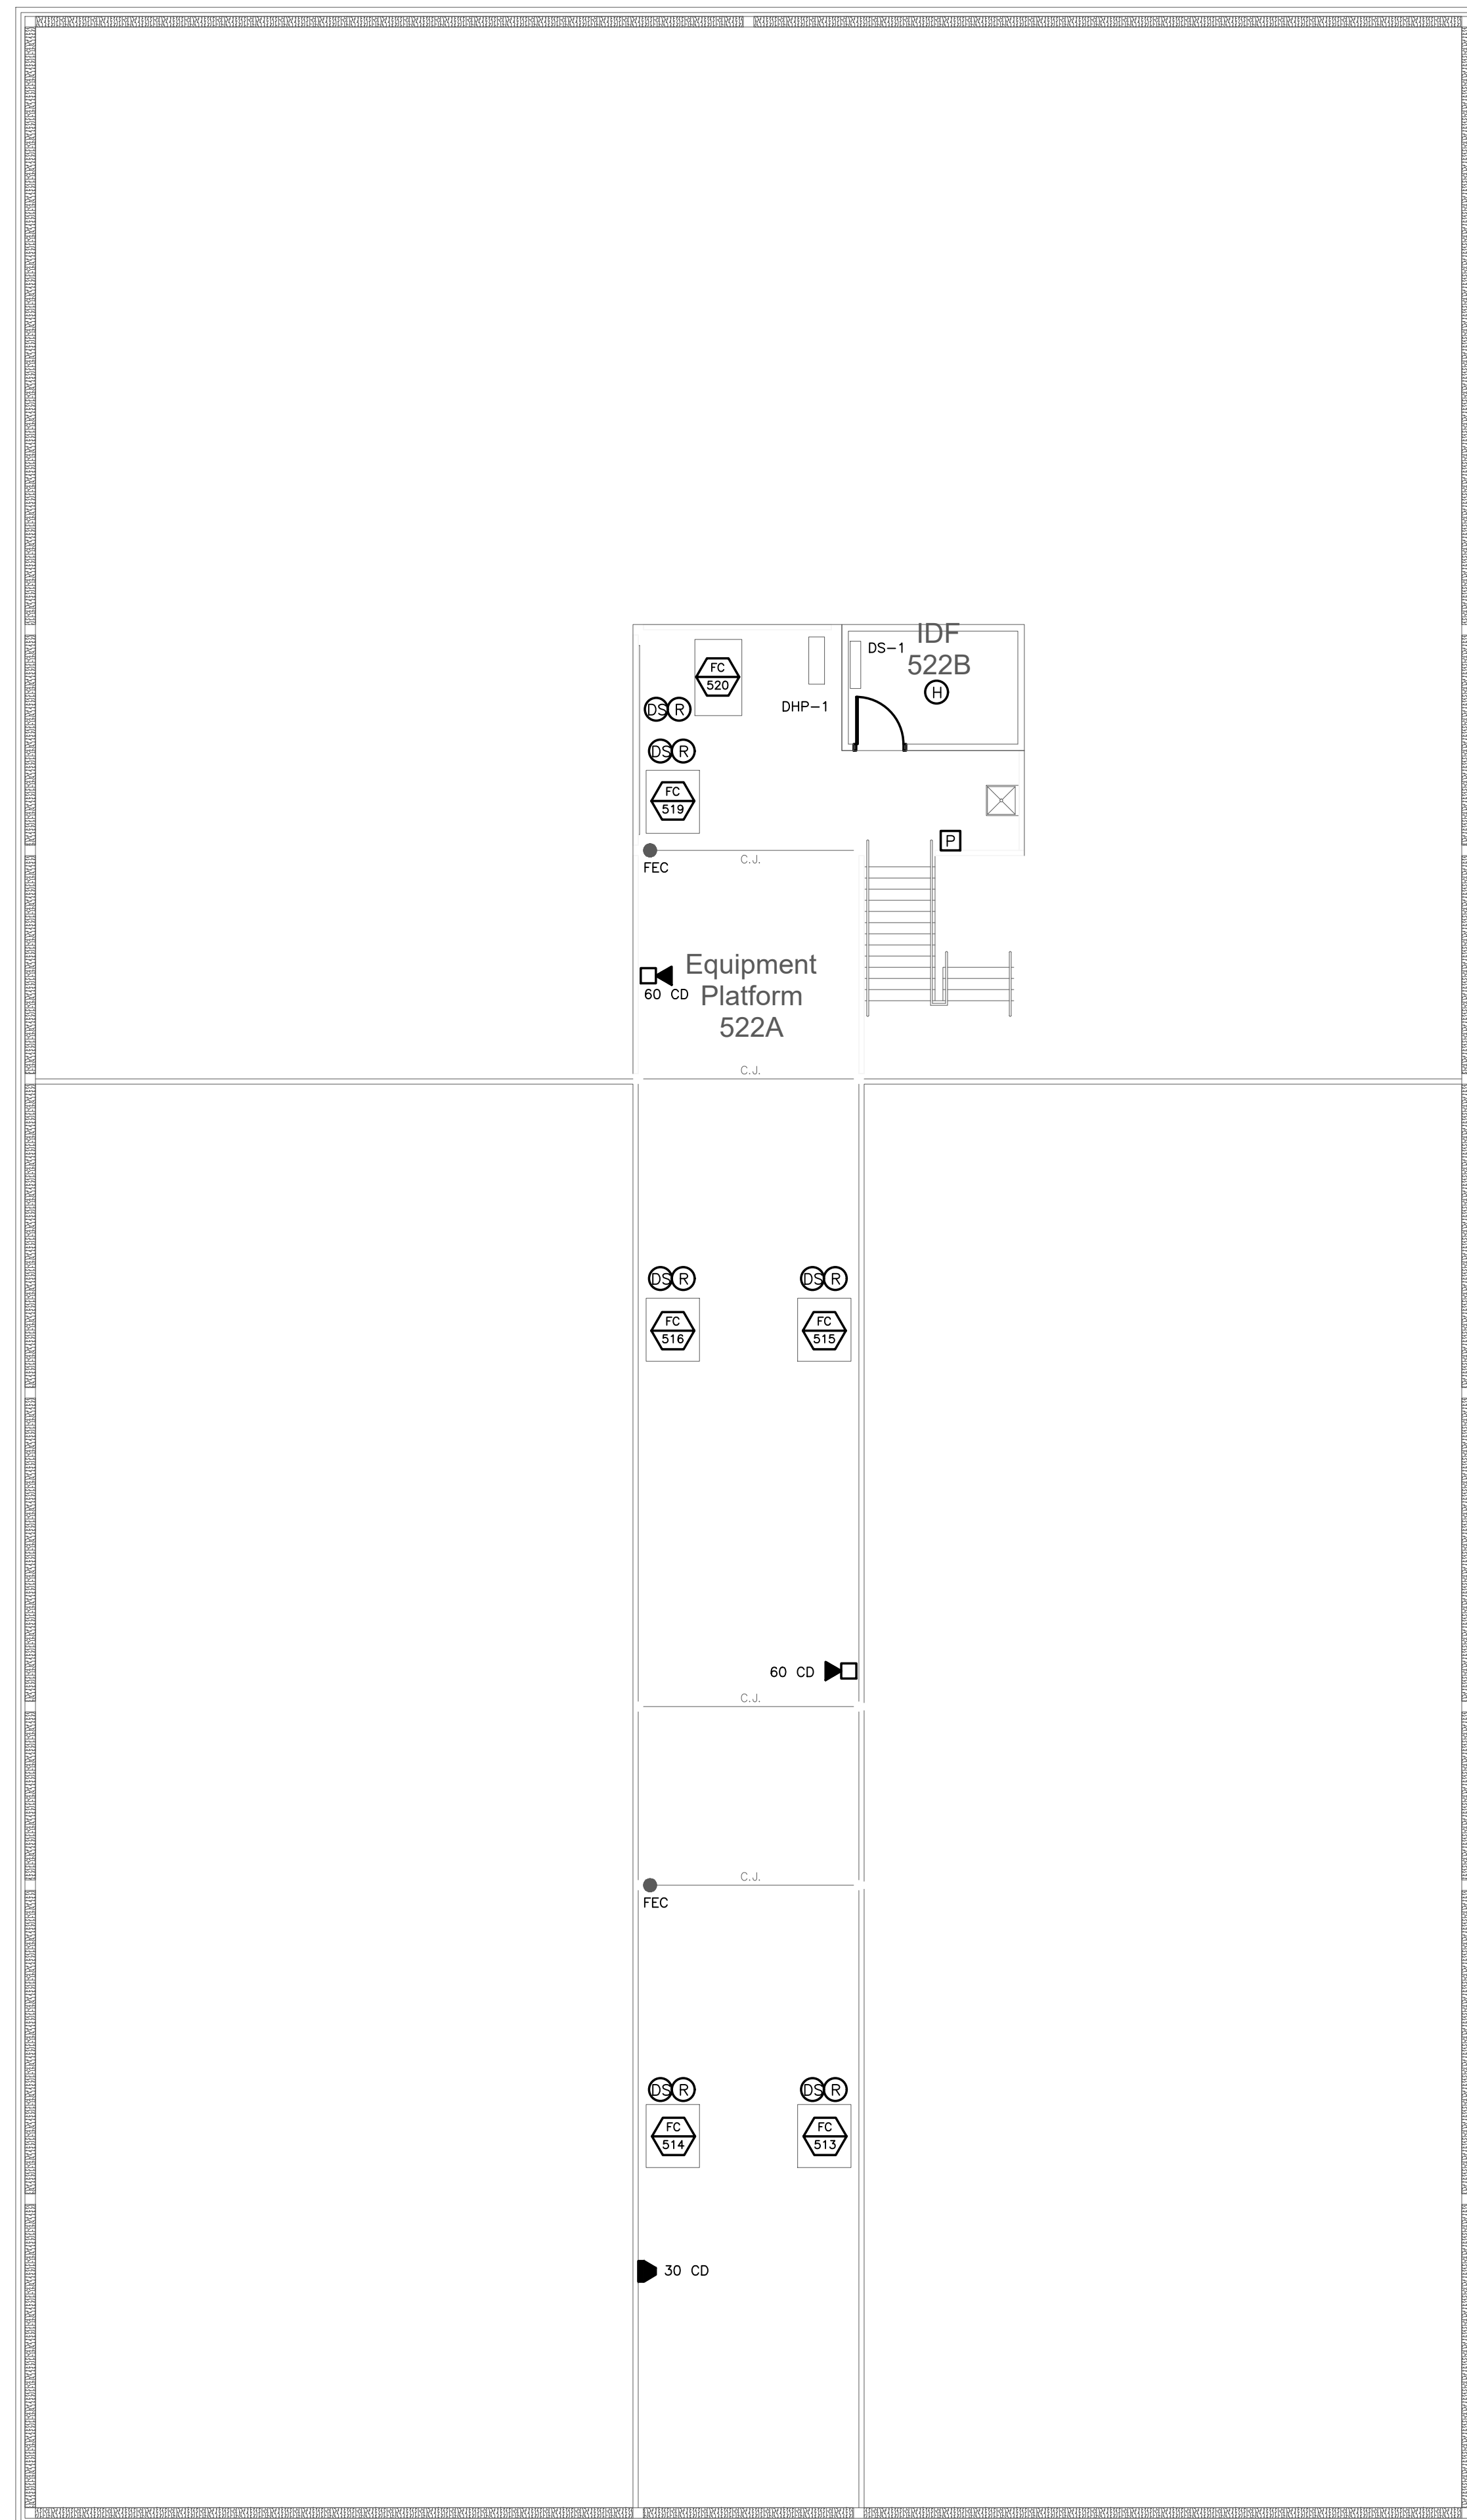 IDF
522B
DS-1
H
FC
520
DHP-1
DS R
DS R
FC
519
P
FEC
C.J.
Equipment
Platform
522A
60 CD
C.J.
DS R
DS R
FC
516
FC
515
60 CD
C.J.
C.J.
FEC
DS R
DS R
FC
514
FC
513
30 CD